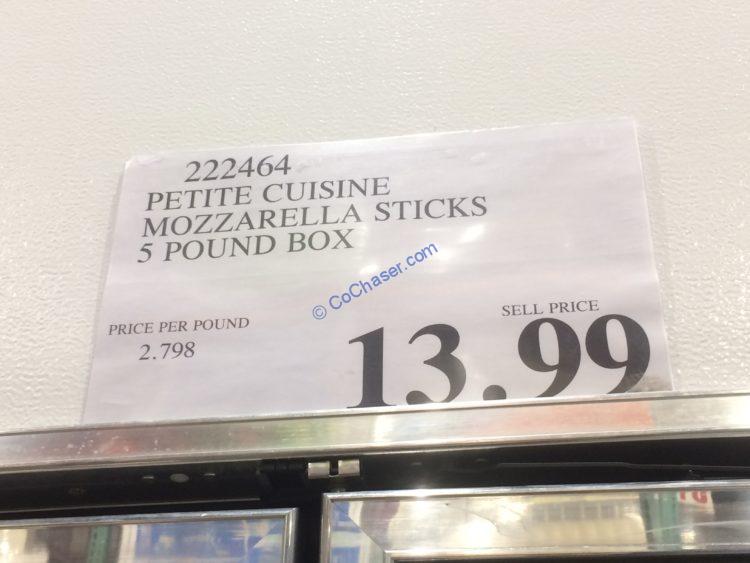 222464
PETITE CUISINE
MOZZARELLA STICKS
5 POUND BOX
© CoChaser.com
PRICE PER POUND
2.798
SELL PRICE
13.99